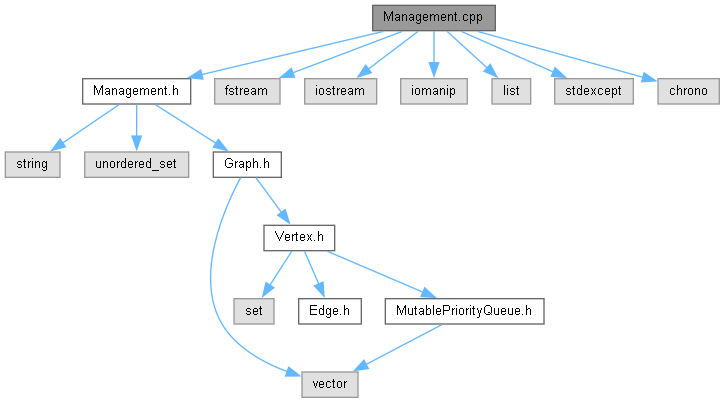 Management.cpp
Management.h
fstream
iostream
iomanip
list
stdexcept
chrono
string
unordered_set
Graph.h
Vertex.h
set
Edge.h
MutablePriorityQueue.h
vector